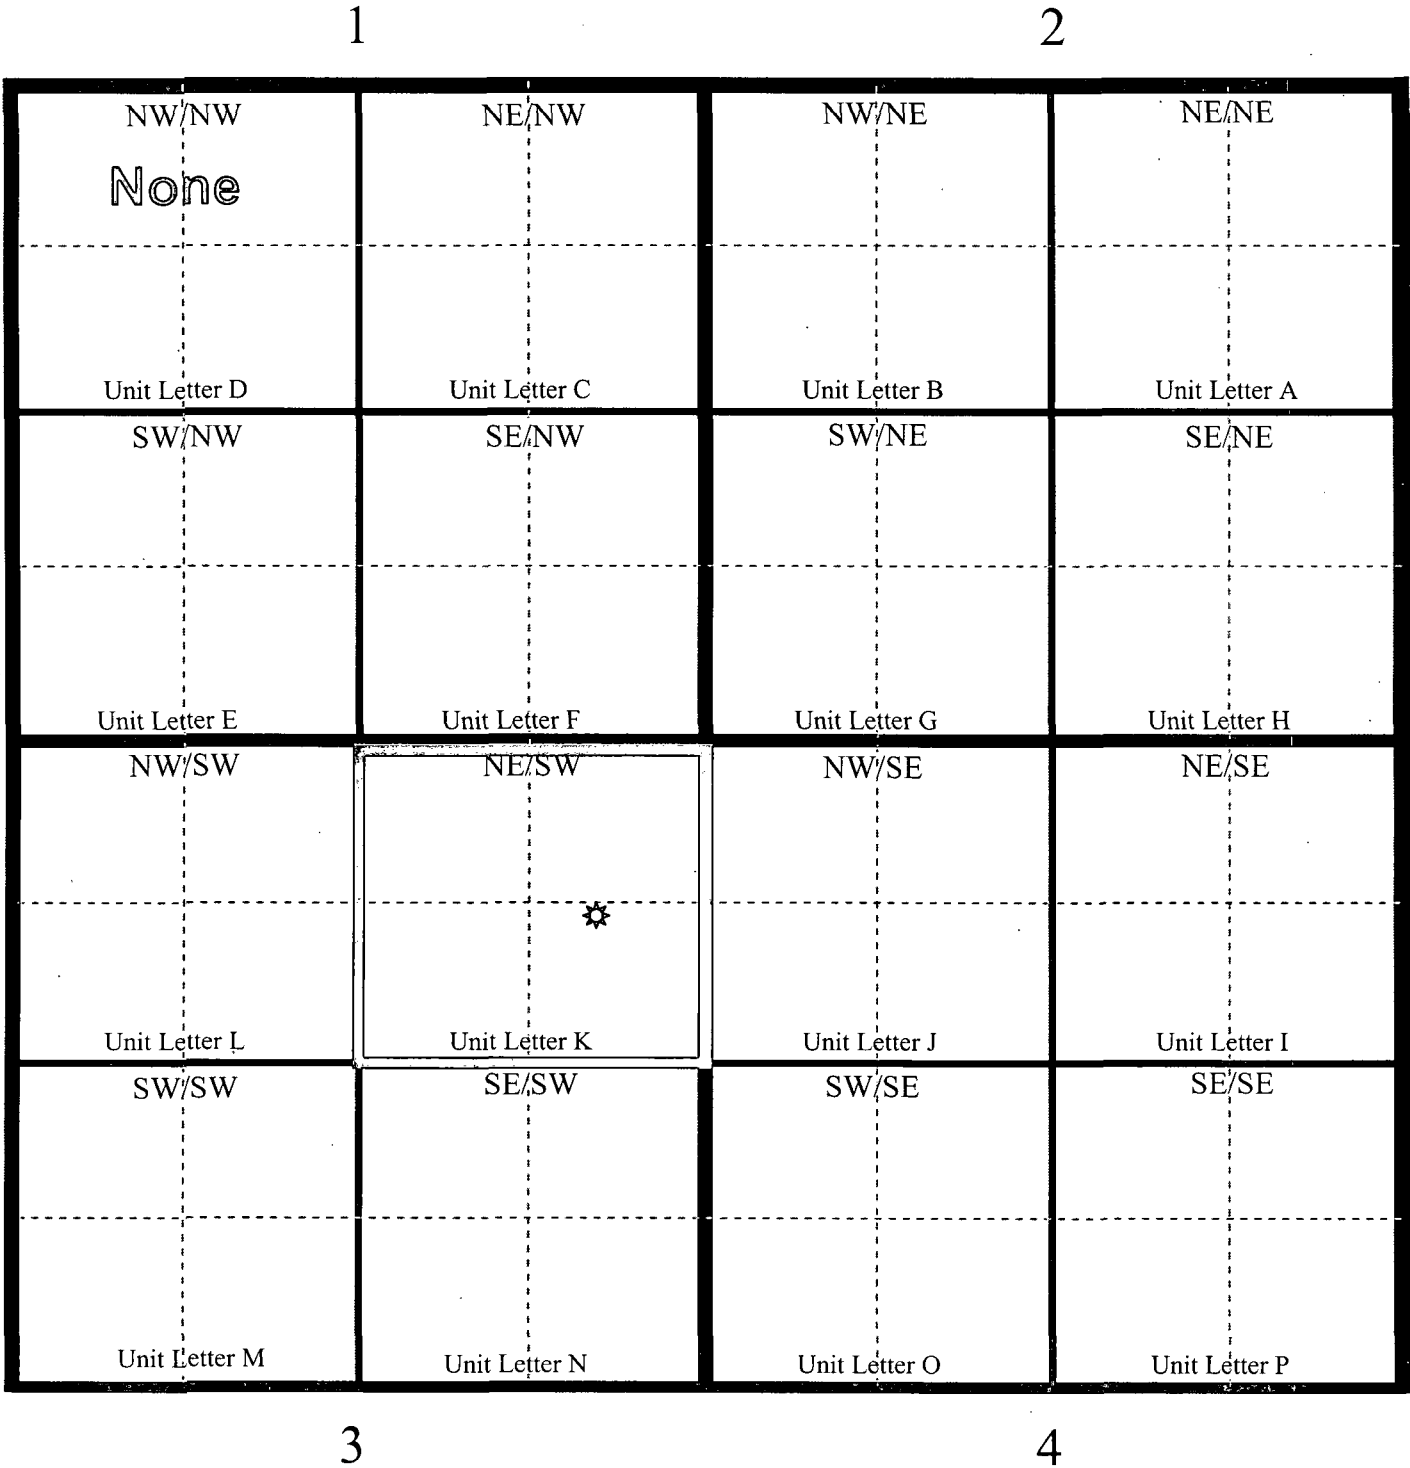 1 2
NW/NW NE/NW NW/NE NE/NE
None
Unit Letter D Unit Letter C Unit Letter B Unit Letter A
SW/NW SE/NW SW/NE SE/NE
Unit Letter E Unit Letter F Unit Letter G Unit Letter H
NW/SW NE/SW NW/SE NE/SE
Unit Letter L Unit Letter K Unit Letter J Unit Letter I
SW/SW SE/SW SW/SE SE/SE
Unit Letter M Unit Letter N Unit Letter O Unit Letter P
3 4